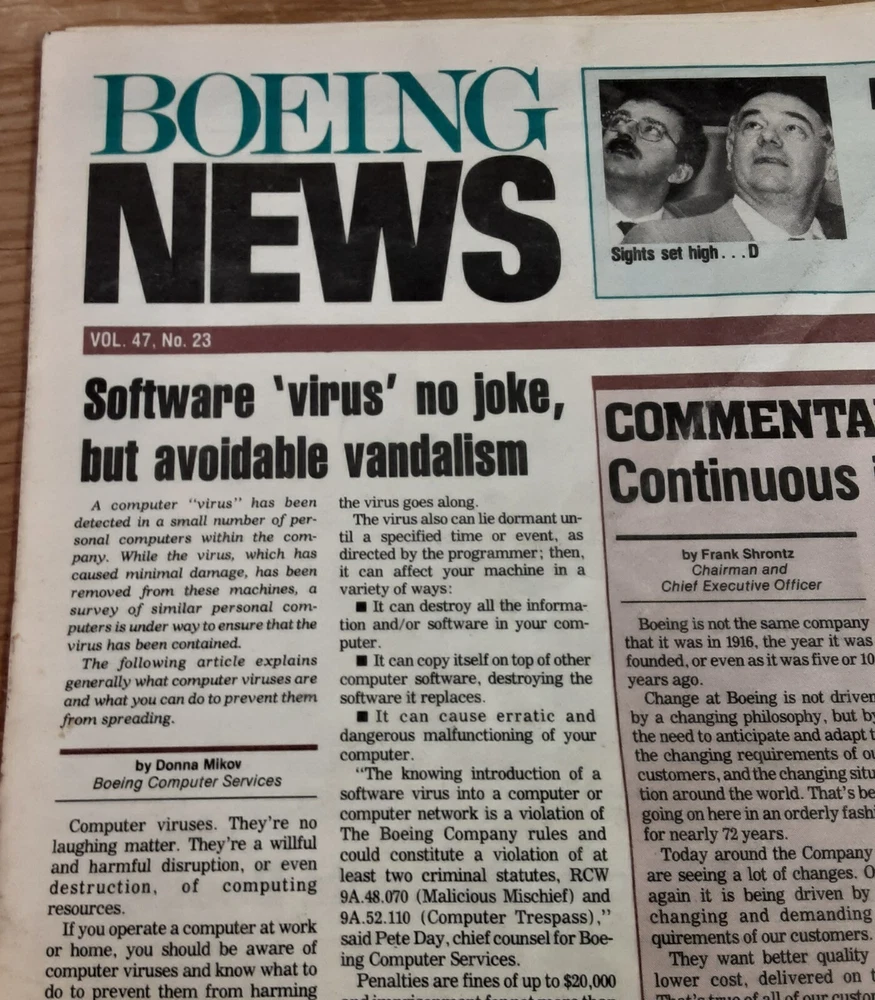 BOEING
NEWS
Sights set high...D
VOL. 47, No. 23
Software 'virus' no joke,
but avoidable vandalism
A computer "virus" has been
detected in a small number of per-
sonal computers within the com-
pany. While the virus, which has
caused minimal damage, has been
removed from these machines, a
survey of similar personal com-
puters is under way to ensure that the
virus has been contained.
The following article explains
generally what computer viruses are
and what you can do to prevent them
from spreading.
by Donna Mikov
Boeing Computer Services
Computer viruses. They're no
laughing matter. They're a willful
and harmful disruption, or even
destruction, of computing
resources.
If you operate a computer at work
or home, you should be aware of
computer viruses and know what to
do to prevent them from harming
the virus goes along.
The virus also can lie dormant un-
til a specified time or event, as
directed by the programmer; then,
it can affect your machine in a
variety of ways:
■ It can destroy all the informa-
tion and/or software in your com-
puter.
■ It can copy itself on top of other
computer software, destroying the
software it replaces.
■ It can cause erratic and
dangerous malfunctioning of your
computer.
"The knowing introduction of a
software virus into a computer or
computer network is a violation of
The Boeing Company rules and
could constitute a violation of at
least two criminal statutes, RCW
9A.48.070 (Malicious Mischief) and
9A.52.110 (Computer Trespass),"
said Pete Day, chief counsel for Boe-
ing Computer Services.
Penalties are fines of up to $20,000
COMMENTA
Continuous
by Frank Shrontz
Chairman and
Chief Executive Officer
Boeing is not the same company
that it was in 1916, the year it was
founded, or even as it was five or 10
years ago.
Change at Boeing is not driven
by a changing philosophy, but by
the need to anticipate and adapt t
the changing requirements of ou
customers, and the changing situ
tion around the world. That's be
going on here in an orderly fashi
for nearly 72 years.
Today around the Company
are seeing a lot of changes. O
again it is being driven by
changing and demanding
quirements of our customers.
They want better quality
lower cost, delivered on t
That's true of all of our custo